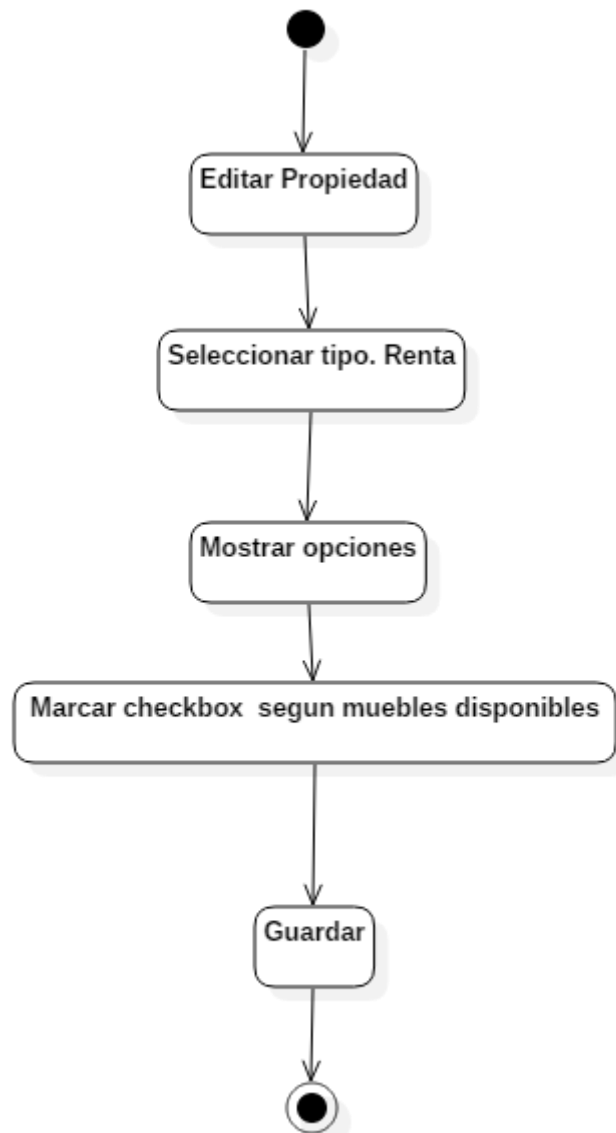 Editar Propiedad
Seleccionar tipo. Renta
Mostrar opciones
Marcar checkbox  segun muebles disponibles
Guardar